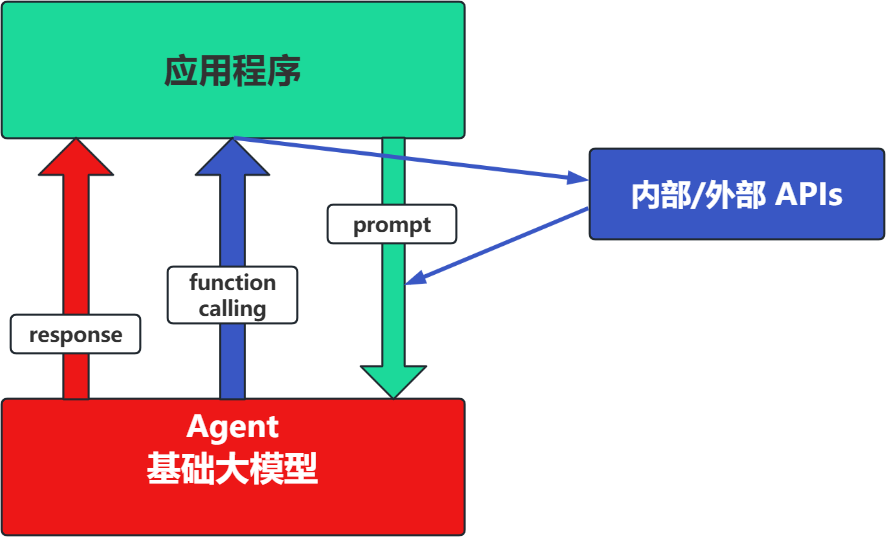 应用程序
内部/外部 APIs
prompt
function
calling
response
Agent
基础大模型